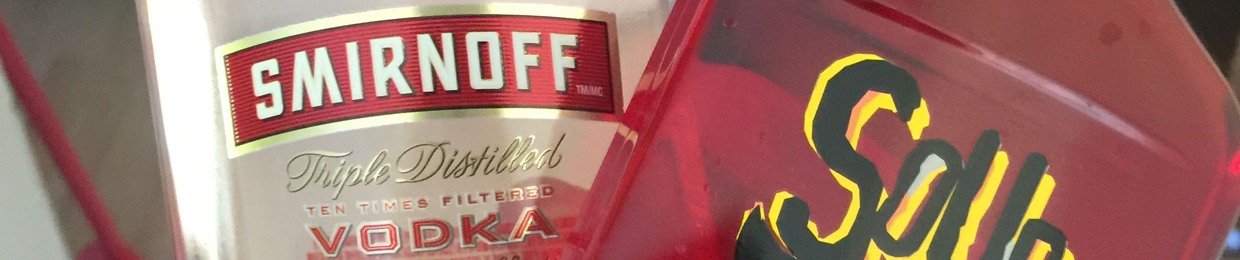 SMIRNOFF
TM/MC
Triple Distilled
TEN TIMES FILTERED
VODKA